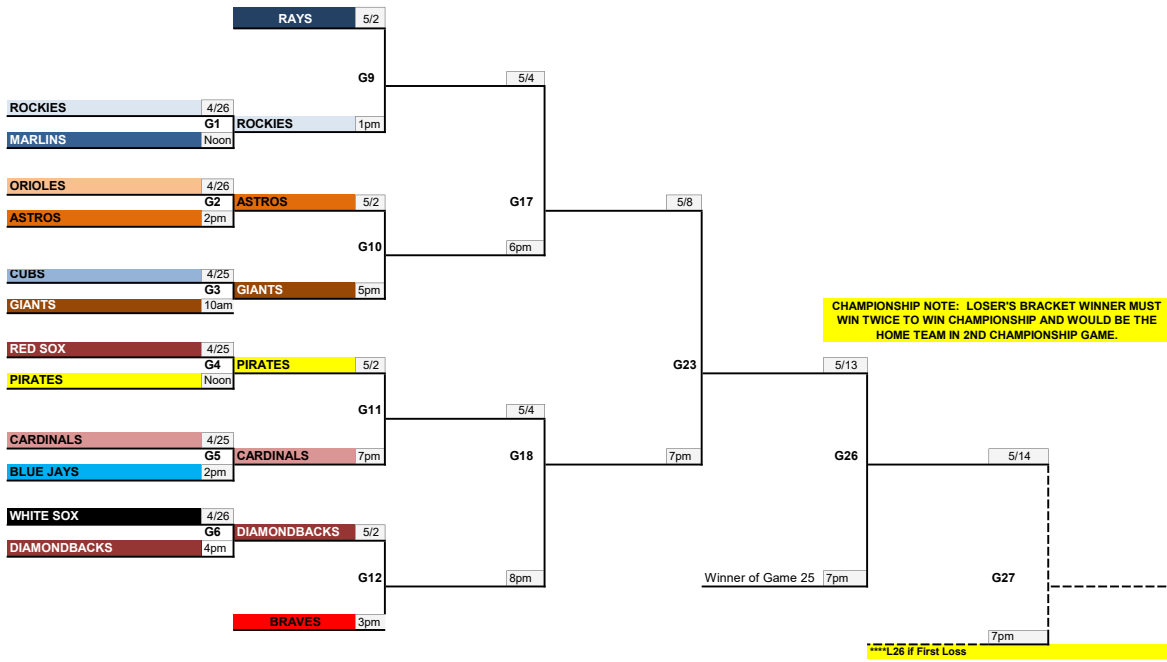 RAYS 5/2
G9
5/4
ROCKIES 4/26
G1 ROCKIES 1pm
MARLINS Noon
ORIOLES 4/26
G2 ASTROS 5/2
ASTROS 2pm
G17
5/8
G10
6pm
CUBS 4/25
G3 GIANTS 5pm
GIANTS 10am
CHAMPIONSHIP NOTE: LOSER'S BRACKET WINNER MUST
WIN TWICE TO WIN CHAMPIONSHIP AND WOULD BE THE
HOME TEAM IN 2ND CHAMPIONSHIP GAME.
RED SOX 4/25
G4 PIRATES 5/2
PIRATES Noon
G23
5/13
G11
5/4
CARDINALS 4/25
G5 CARDINALS 7pm
BLUE JAYS 2pm
G18
7pm
G26
5/14
WHITE SOX 4/26
G6 DIAMONDBACKS 5/2
DIAMONDBACKS 4pm
G12
8pm
Winner of Game 25 7pm
G27
BRAVES 3pm
7pm
****L26 if First Loss